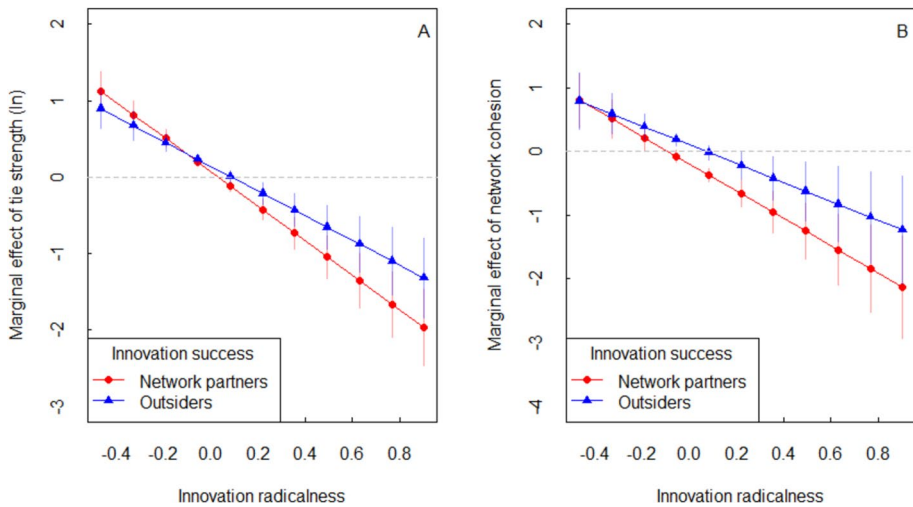 A
Marginal effect of tie strength (ln)
2
1
0
-1
-2
-3
Innovation success
Network partners
Outsiders
-0.4 -0.2 0.0 0.2 0.4 0.6 0.8
Innovation radicalness
B
Marginal effect of network cohesion
2
1
0
-1
-2
-3
-4
Innovation success
Network partners
Outsiders
-0.4 -0.2 0.0 0.2 0.4 0.6 0.8
Innovation radicalness